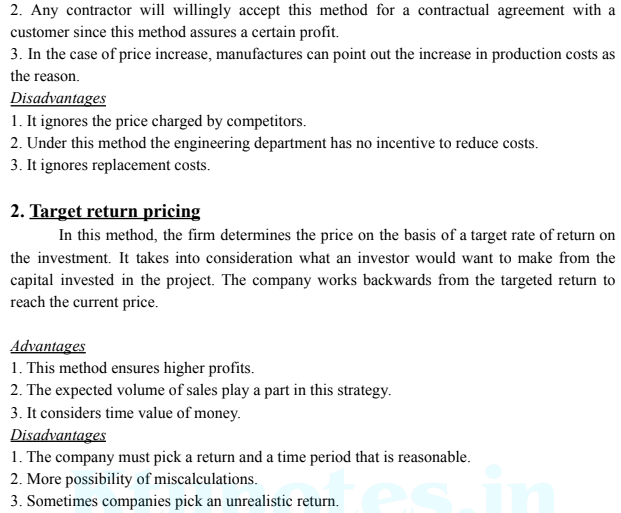 2. Any contractor will willingly accept this method for a contractual agreement with a
customer since this method assures a certain profit.
3. In the case of price increase, manufactures can point out the increase in production costs as
the reason.
Disadvantages
1. It ignores the price charged by competitors.
2. Under this method the engineering department has no incentive to reduce costs.
3. It ignores replacement costs.
2. Target return pricing
In this method, the firm determines the price on the basis of a target rate of return on
the investment. It takes into consideration what an investor would want to make from the
capital invested in the project. The company works backwards from the targeted return to
reach the current price.
Advantages
1. This method ensures higher profits.
2. The expected volume of sales play a part in this strategy.
3. It considers time value of money.
Disadvantages
1. The company must pick a return and a time period that is reasonable.
2. More possibility of miscalculations.
3. Sometimes companies pick an unrealistic return.